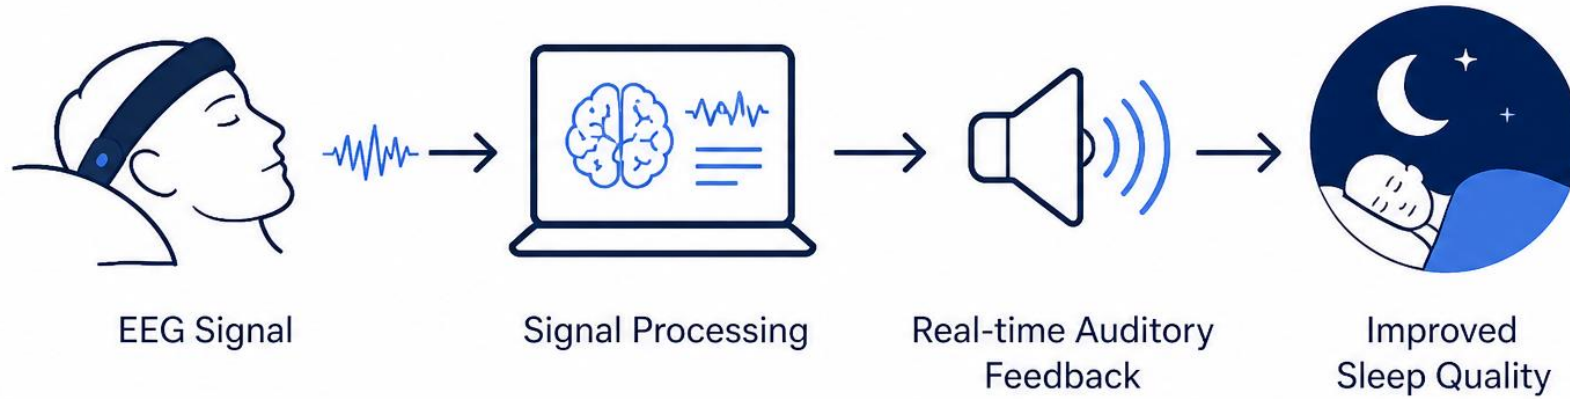 EEG Signal
Signal Processing
Real-time Auditory
Feedback
Improved
Sleep Quality